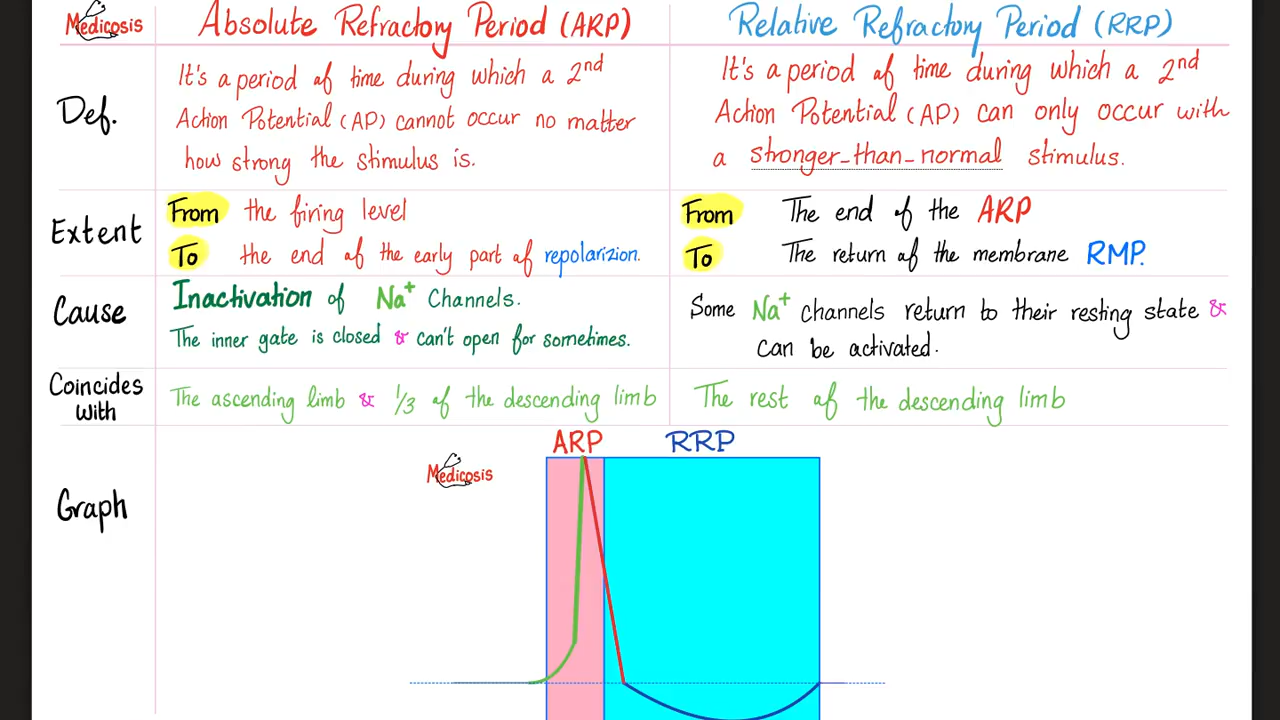 Medicosis
Absolute Refractory Period (ARP)
Relative Refractory Period (RRP)
Def.
It's a period of time during which a 2nd
Action Potential (AP) cannot occur no matter
how strong the stimulus is.
It's a period of time during which a 2nd
Action Potential (AP) can only occur with
a stronger-than-normal stimulus.
Extent
From the firing level
To the end of the early part of repolarizion.
From The end of the ARP
To The return of the membrane RMP.
Cause
Inactivation of Na+ Channels.
The inner gate is closed & can't open for sometimes.
Some Na+ channels return to their resting state &
can be activated.
Coincides
with
The ascending limb & 1/3 of the descending limb
The rest of the descending limb
Graph
Medicosis
ARP
RRP